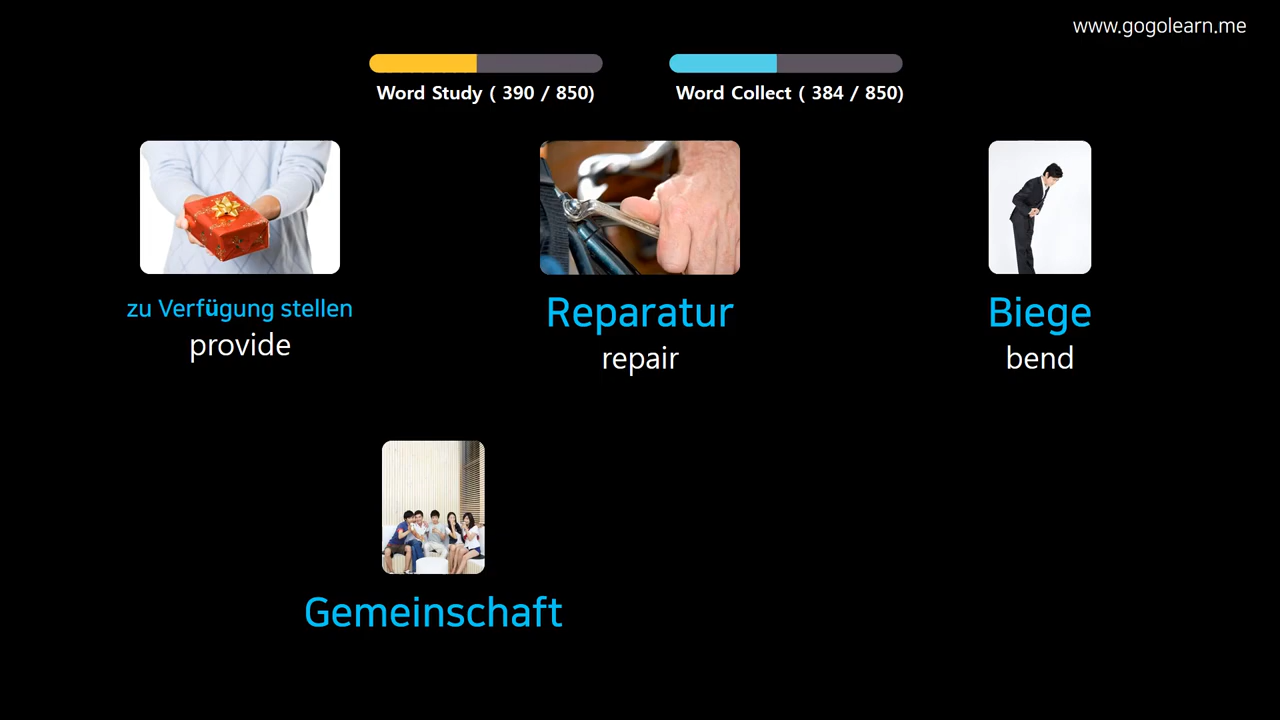 www.gogolearn.me
Word Study ( 390 / 850)
Word Collect ( 384 / 850)
zu Verfügung stellen
provide
Reparatur
repair
Biege
bend
Gemeinschaft